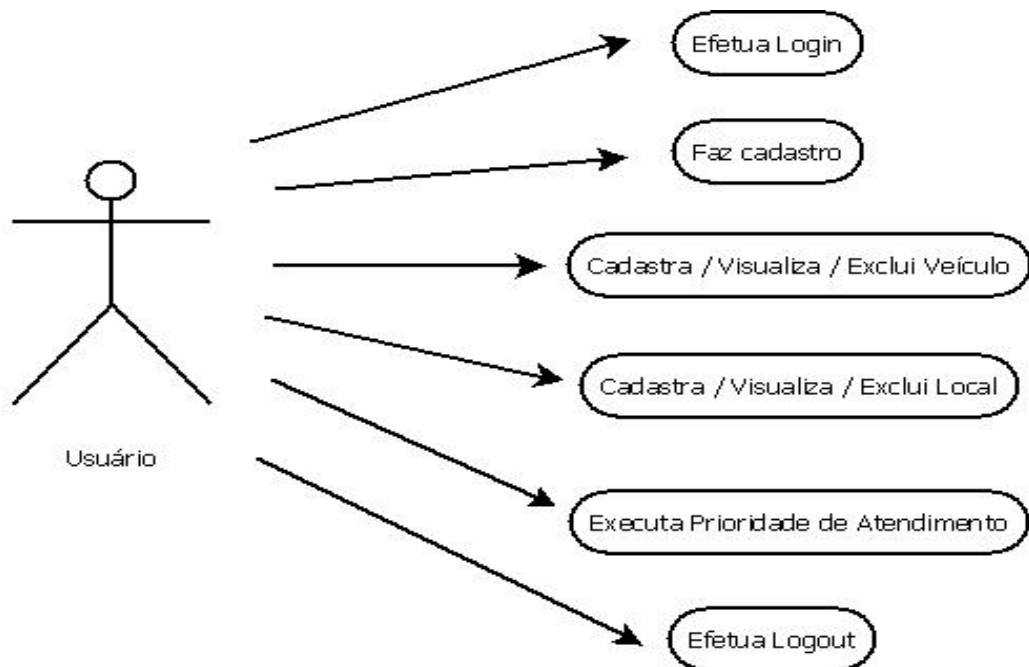 Efetua Login
Faz cadastro
Cadastra / Visualiza / Exclui Veículo
Cadastra / Visualiza / Exclui Local
Usuário
Executa Prioridade de Atendimento
Efetua Logout